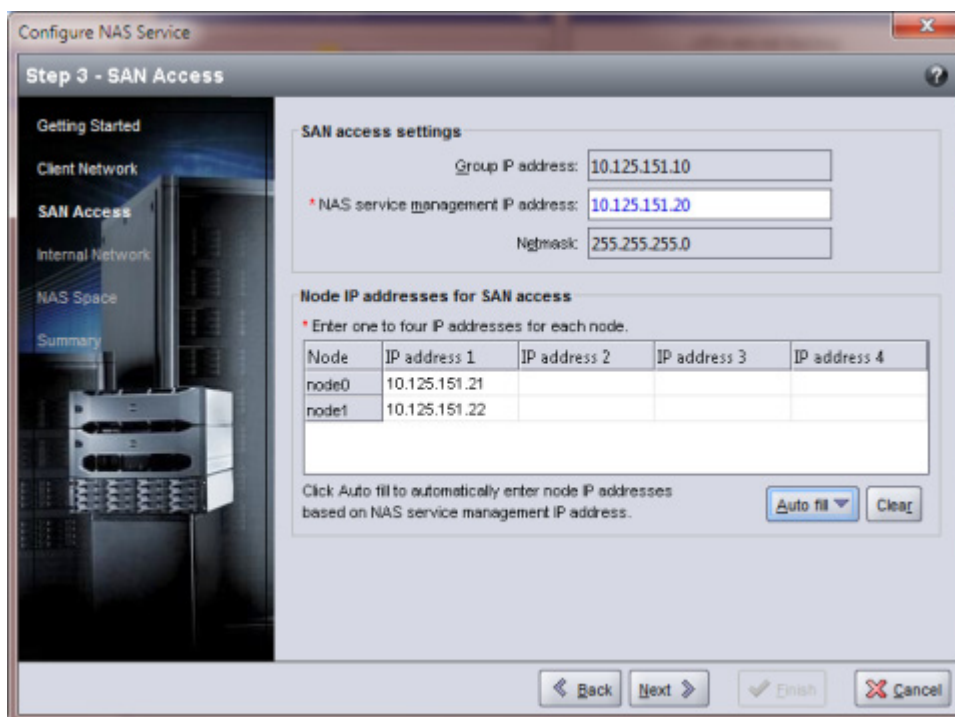 Configure NAS Service
Step 3 - SAN Access
?
Getting Started
Client Network
SAN Access
Internal Network
NAS Space
Summary
SAN access settings
Group IP address: 10.125.151.10
* NAS service management IP address: 10.125.151.20
Netmask: 255.255.255.0
Node IP addresses for SAN access
* Enter one to four IP addresses for each node.
Node IP address 1 IP address 2 IP address 3 IP address 4
node0 10.125.151.21
node1 10.125.151.22
Click Auto fill to automatically enter node IP addresses
based on NAS service management IP address.
Auto fill Clear
Back Next Finish Cancel